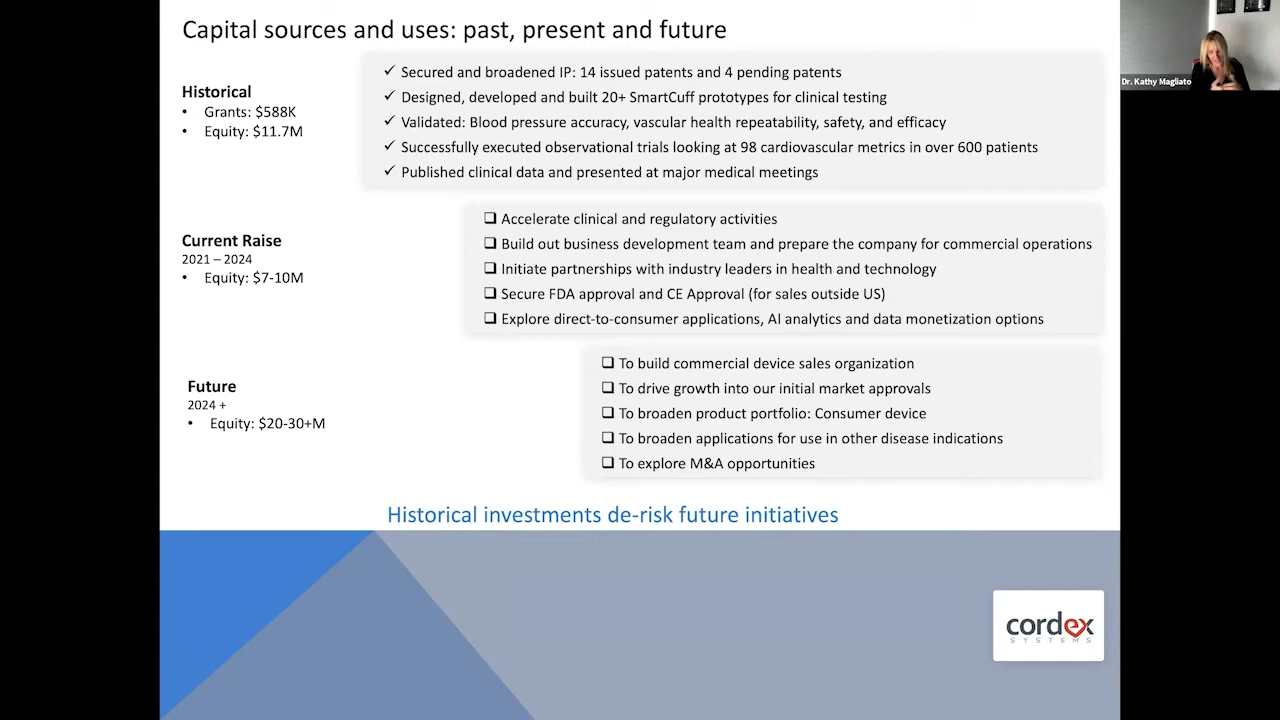 Capital sources and uses: past, present and future
Dr. Kathy Magliato
Historical
• Grants: $588K
• Equity: $11.7M
✓ Secured and broadened IP: 14 issued patents and 4 pending patents
✓ Designed, developed and built 20+ SmartCuff prototypes for clinical testing
✓ Validated: Blood pressure accuracy, vascular health repeatability, safety, and efficacy
✓ Successfully executed observational trials looking at 98 cardiovascular metrics in over 600 patients
✓ Published clinical data and presented at major medical meetings
Current Raise
2021 – 2024
• Equity: $7-10M
❑ Accelerate clinical and regulatory activities
❑ Build out business development team and prepare the company for commercial operations
❑ Initiate partnerships with industry leaders in health and technology
❑ Secure FDA approval and CE Approval (for sales outside US)
❑ Explore direct-to-consumer applications, AI analytics and data monetization options
Future
2024 +
• Equity: $20-30+M
❑ To build commercial device sales organization
❑ To drive growth into our initial market approvals
❑ To broaden product portfolio: Consumer device
❑ To broaden applications for use in other disease indications
❑ To explore M&A opportunities
Historical investments de-risk future initiatives
cordex
SYSTEMS